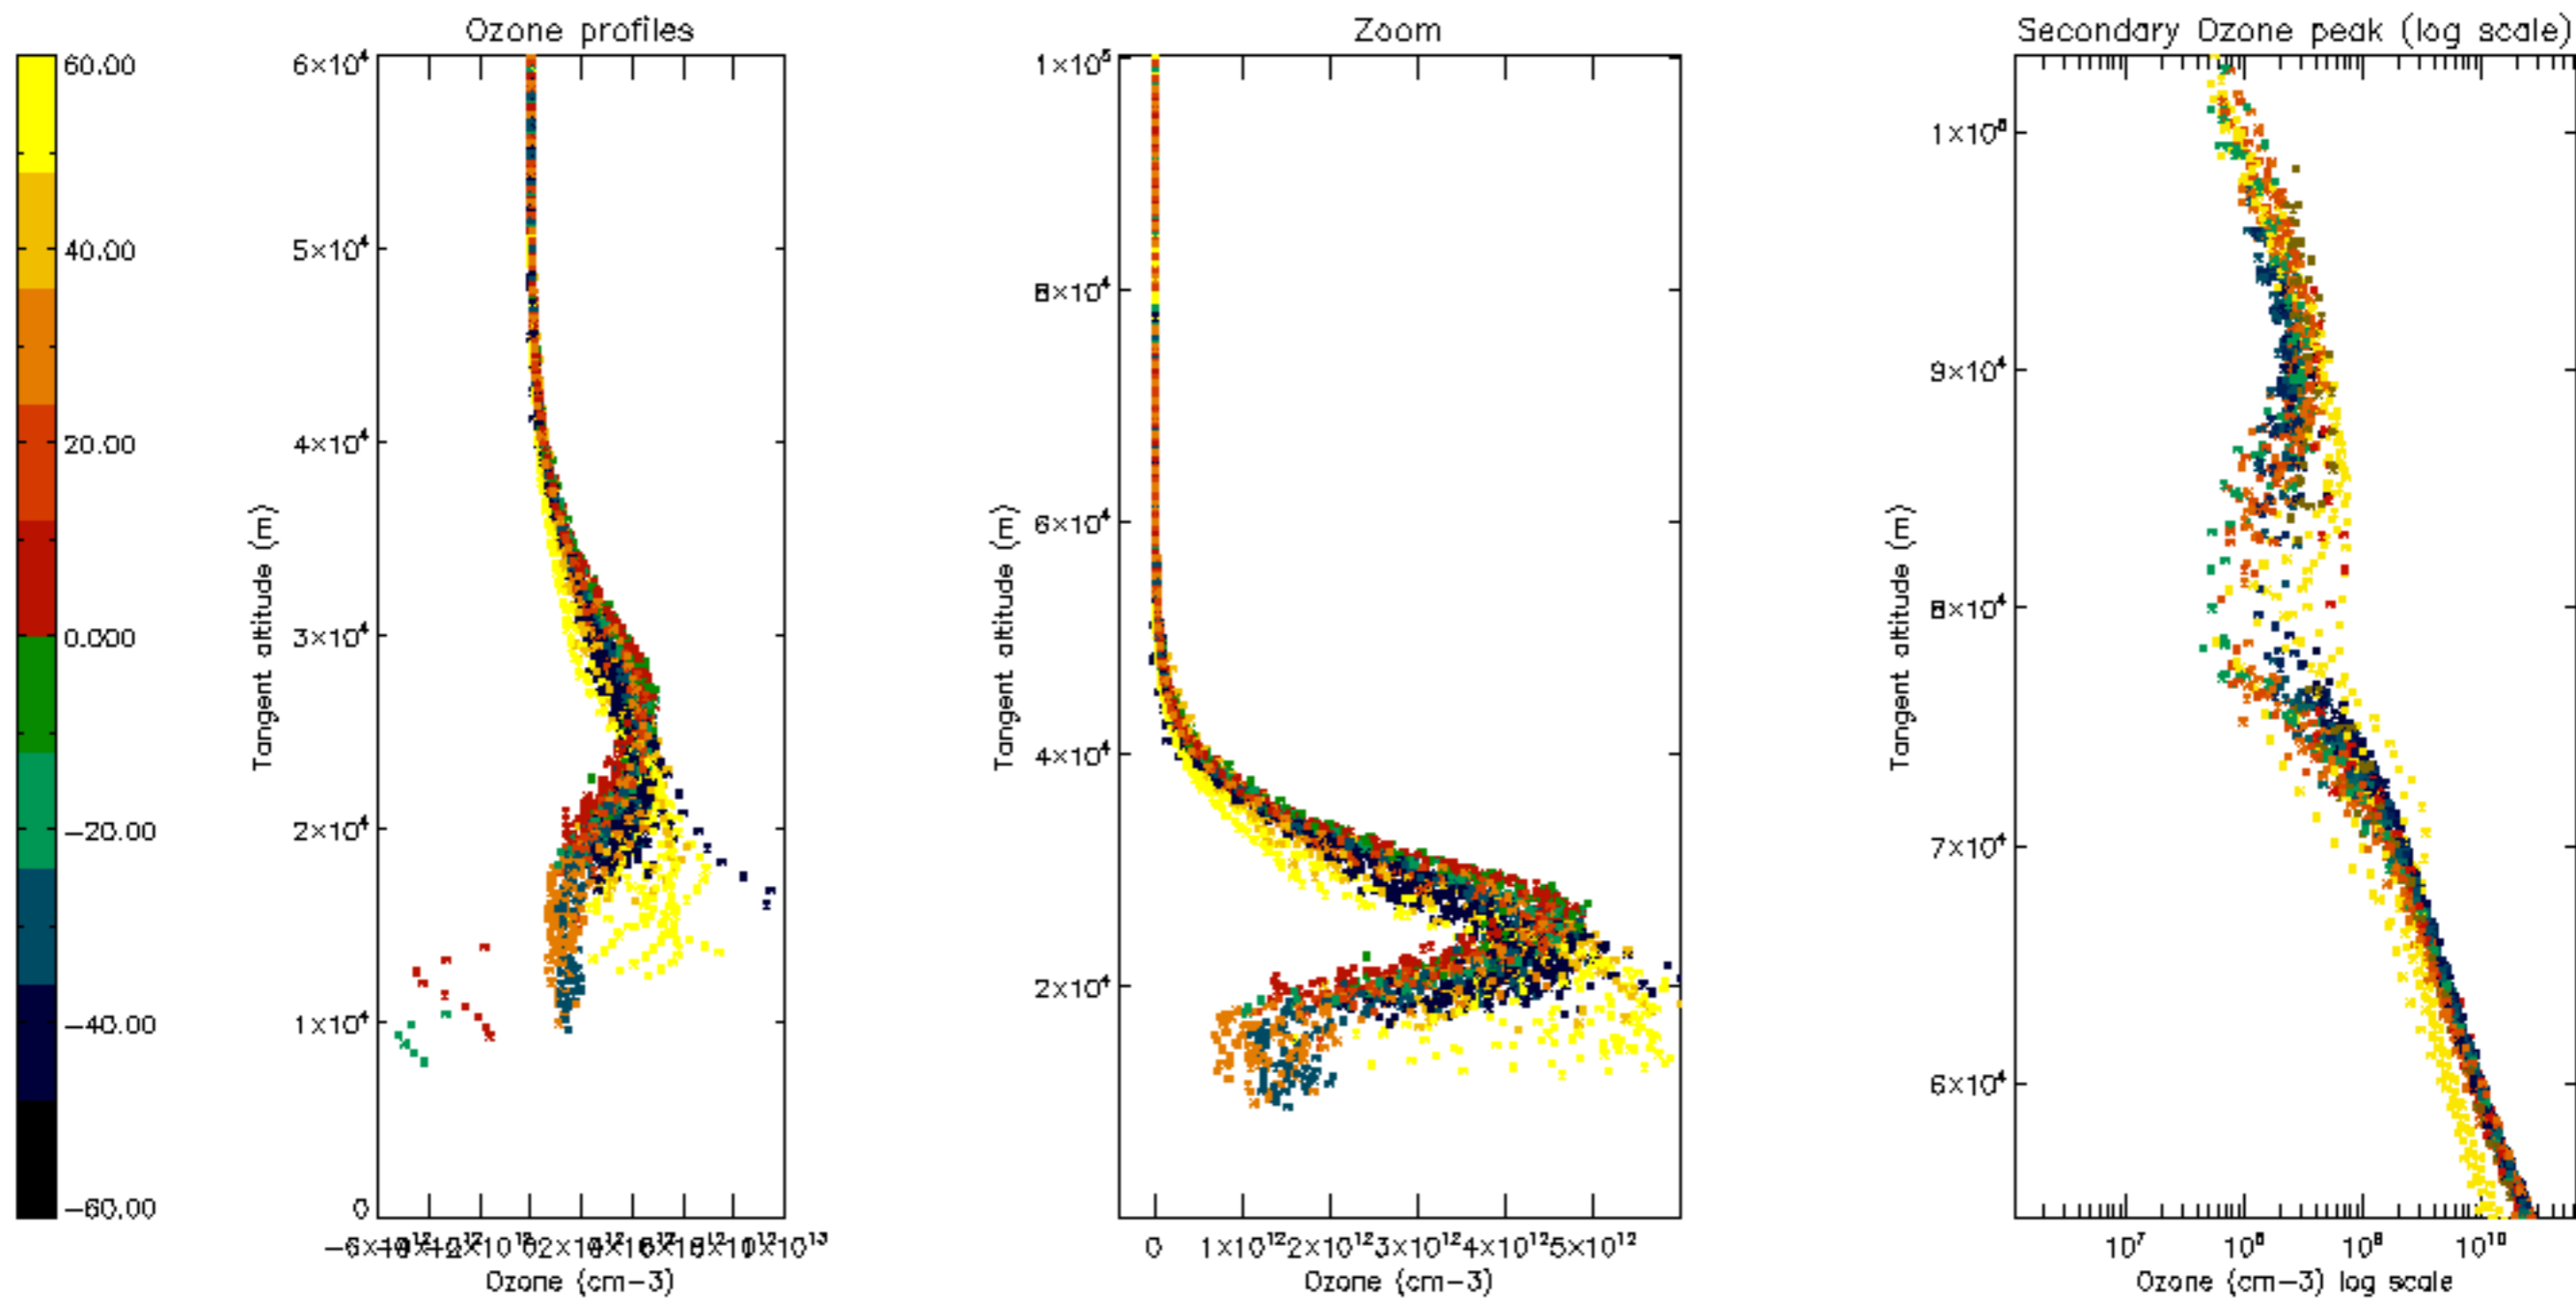 Ozone profiles
Zoom
Secondary Ozone peak (log scale)
60.00
40.00
20.00
0.000
-20.00
-40.00
-60.00
Tangent altitude (m)
6×10⁴
5×10⁴
4×10⁴
3×10⁴
2×10⁴
1×10⁴
0
1×10¹³
Ozone (cm-3)
Tangent altitude (m)
1×10⁵
8×10⁴
6×10⁴
4×10⁴
2×10⁴
0 1×10¹² 2×10¹² 3×10¹² 4×10¹² 5×10¹²
Ozone (cm-3)
Tangent altitude (m)
1×10⁵
9×10⁴
8×10⁴
7×10⁴
6×10⁴
10⁷ 10⁸ 10⁹ 10¹⁰
Ozone (cm-3) log scale